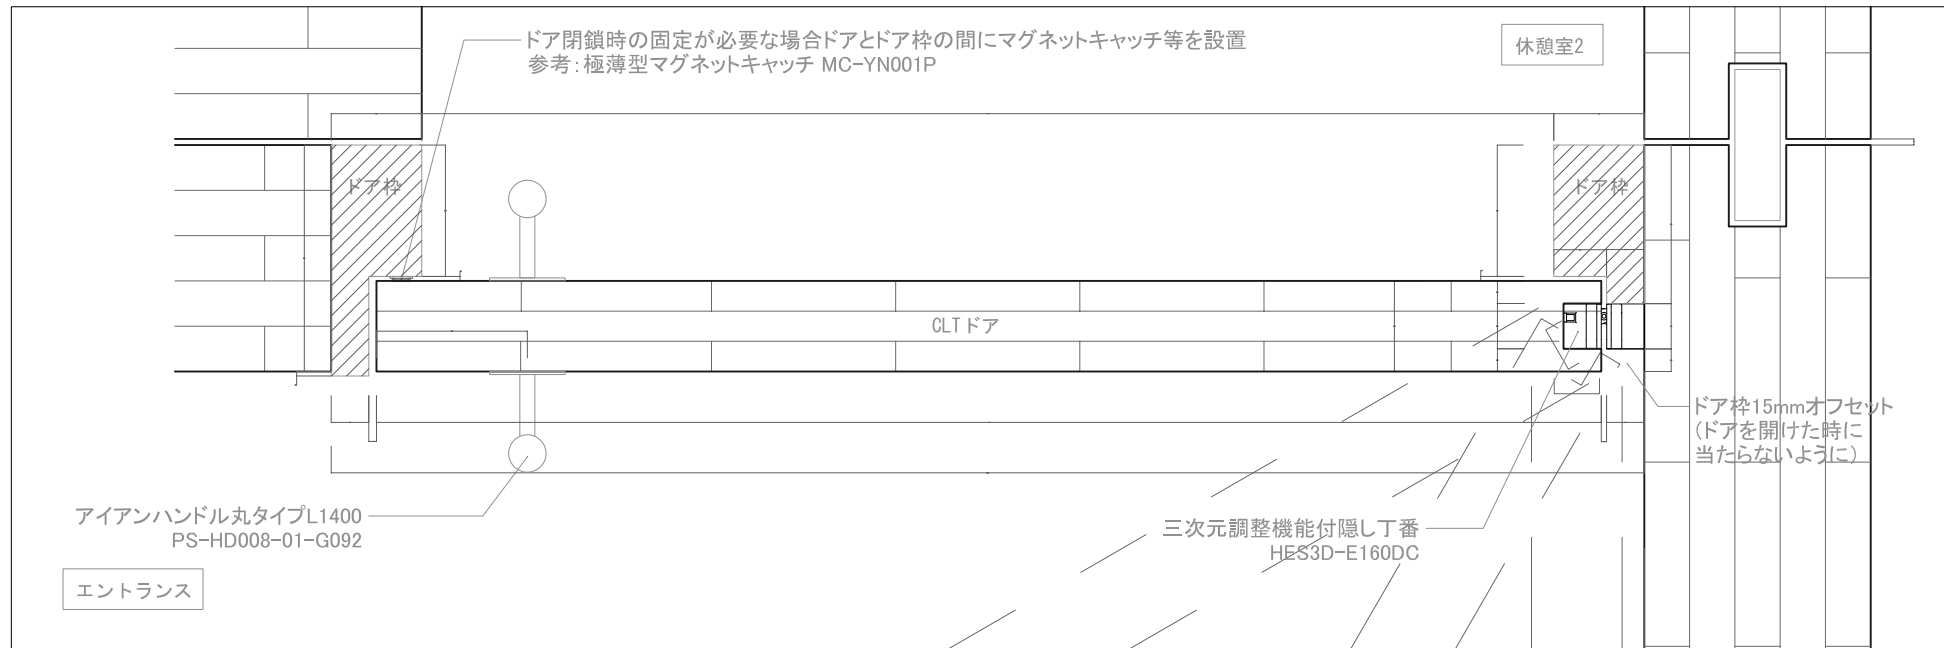 ドア閉鎖時の固定が必要な場合ドアとドア枠の間にマグネットキャッチ等を設置
参考：極薄型マグネットキャッチ MC-YN001P
休憩室2
ドア枠
ドア枠
CLTドア
ドア枠15mmオフセット
(ドアを開けた時に
当たらないように)
アイアンハンドル丸タイプL1400
PS-HD008-01-G092
三次元調整機能付隠し丁番
HES3D-E160DC
エントランス